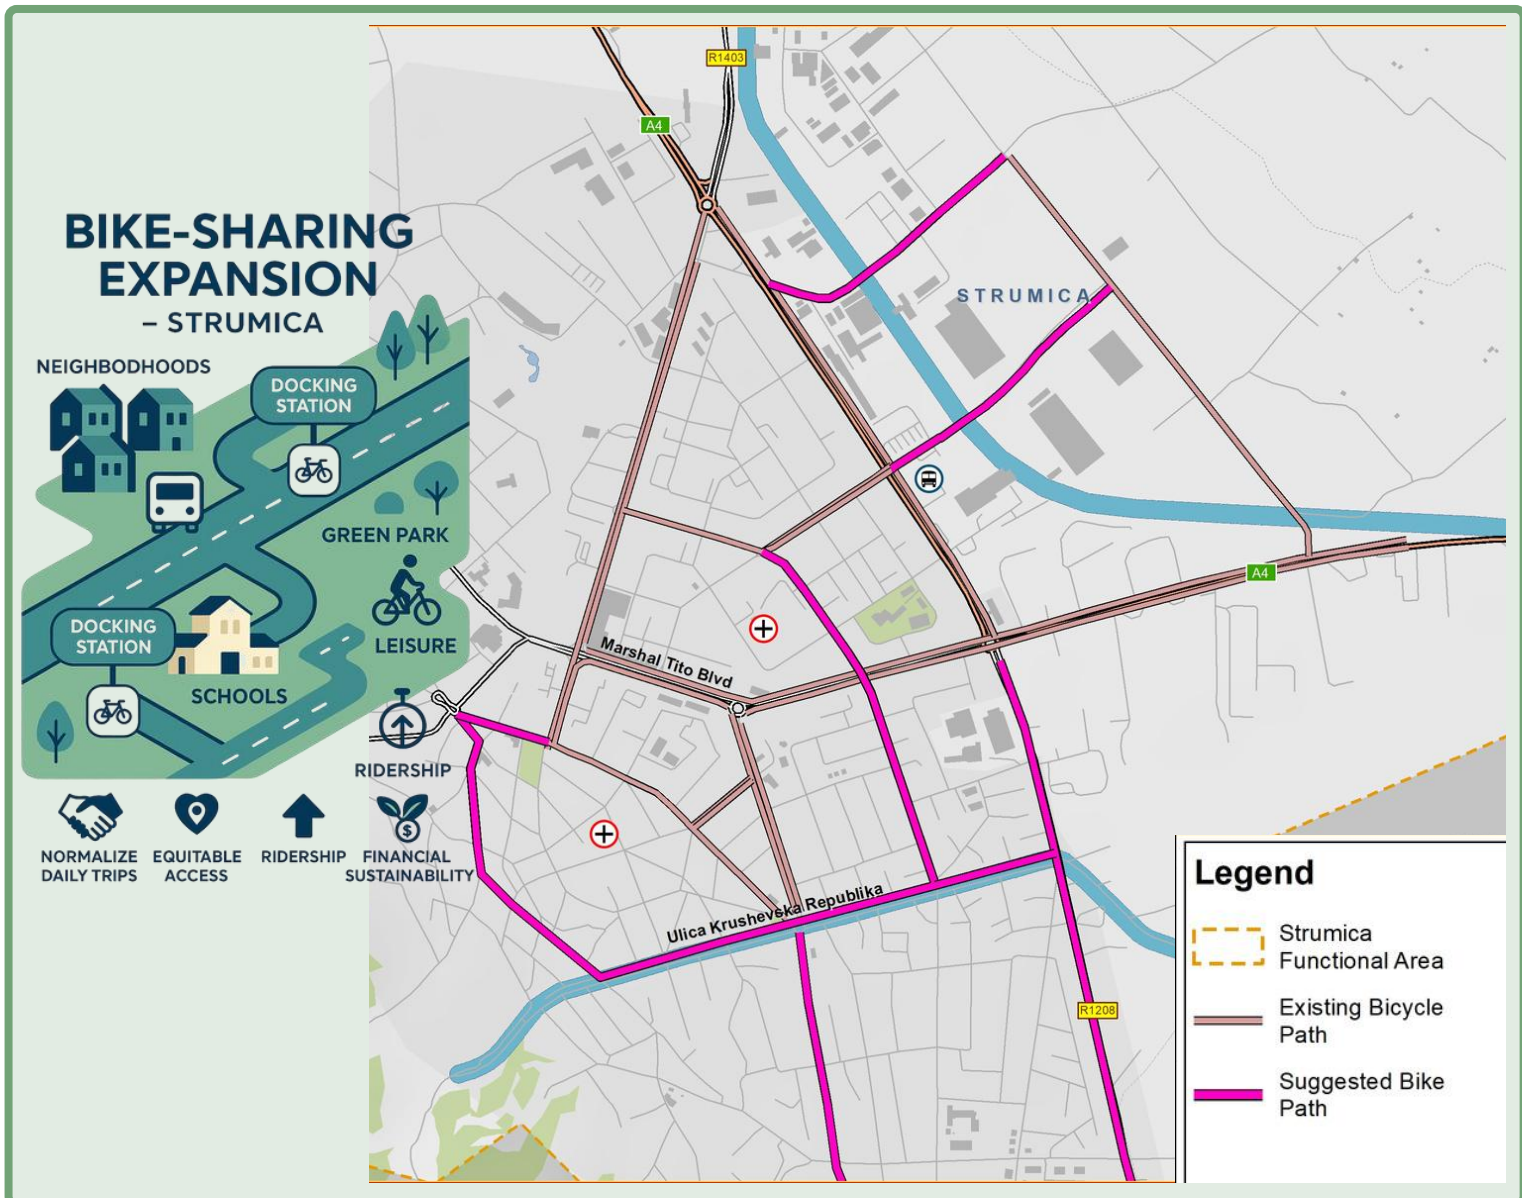 BIKE-SHARING
EXPANSION
– STRUMICA
NEIGHBODHOODS
DOCKING
STATION
GREEN PARK
LEISURE
DOCKING
STATION
SCHOOLS
RIDERSHIP
NORMALIZE
DAILY TRIPS
EQUITABLE
ACCESS
RIDERSHIP
FINANCIAL
SUSTAINABILITY
$
R1403
A4
STRUMICA
A4
Marshal Tito Blvd
Ulica Krushevska Republika
R1208
Legend
Strumica
Functional Area
Existing Bicycle
Path
Suggested Bike
Path